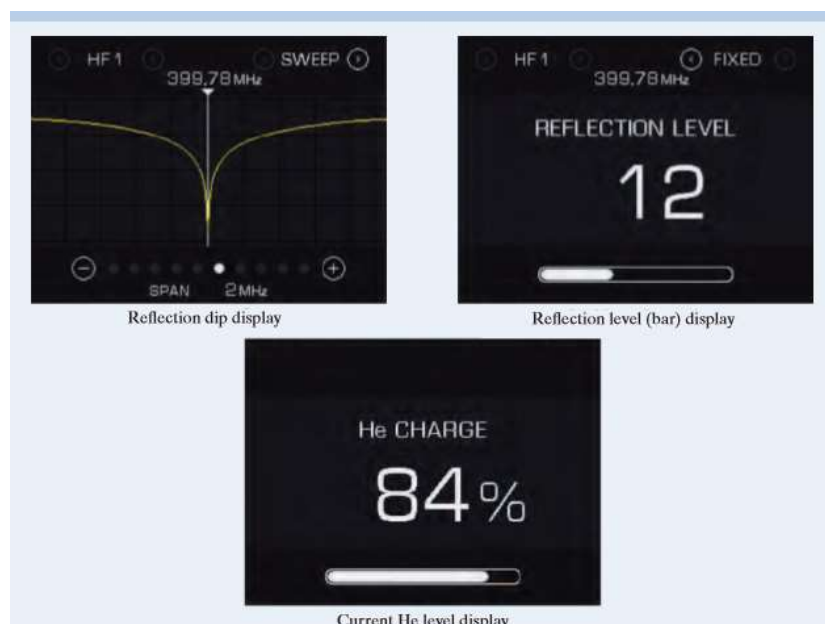 HF 1 SWEEP
399.78 MHz
SPAN 2 MHz
Reflection dip display
HF 1 FIXED
399.78 MHz
REFLECTION LEVEL
12
Reflection level (bar) display
He CHARGE
84 %
Current He level display